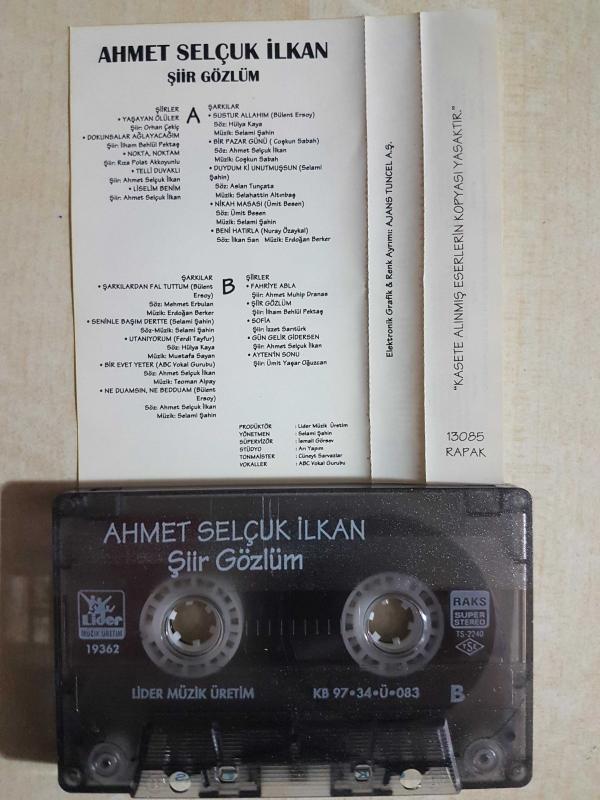 AHMET SELÇUK İLKAN
ŞİİR GÖZLÜM
A
ŞİİRLER
• YAŞAYAN ÖLÜLER
Şiir: Orhan Çekiç
• DOKUNSALAR AĞLAYACAĞIM
Şiir: İlham Behlül Pektaş
• NOKTA, NOKTAM
Şiir: Rıza Polat Akkoyunlu
• TELLİ DUVAKLI
Şiir: Ahmet Selçuk İlkan
• LİSELİM BENİM
Şiir: Ahmet Selçuk İlkan
ŞARKILAR
• SUSTUR ALLAHIM (Bülent Ersoy)
Söz: Hülya Kaya
Müzik: Selami Şahin
• BİR PAZAR GÜNÜ ( Coşkun Sabah)
Söz: Ahmet Selçuk İlkan
Müzik: Coşkun Sabah
• DUYDUM Kİ UNUTMUŞSUN (Selami
Şahin)
Söz: Aslan Tunçata
Müzik: Selahattin Altınbaş
• NİKAH MASASI (Ümit Besen)
Söz: Ümit Besen
Müzik: Selami Şahin
• BENİ HATIRLA (Nuray Özaykal)
Söz: İlkan San Müzik: Erdoğan Berker
B
ŞARKILAR
• ŞARKILARDAN FAL TUTTUM (Bülent
Ersoy)
Söz: Mehmet Erbulan
Müzik: Erdoğan Berker
• SENİNLE BAŞIM DERTTE (Selami Şahin)
Söz-Müzik: Selami Şahin
• UTANIYORUM (Ferdi Tayfur)
Söz: Hülya Kaya
Müzik: Mustafa Sayan
• BİR EVET YETER (ABC Vokal Gurubu)
Söz: Ahmet Selçuk İlkan
Müzik: Teoman Alpay
• NE DUAMSIN, NE BEDDUAM (Bülent
Ersoy)
Söz: Ahmet Selçuk İlkan
Müzik: Selami Şahin
ŞİİRLER
• FAHRİYE ABLA
Şiir: Ahmet Muhip Dranas
• ŞİİR GÖZLÜM
Şiir: İlham Behlül Pektaş
• SOFİA
Şiir: İzzet Sarıtürk
• GÜN GELİR GİDERSEN
Şiir: Ahmet Selçuk İlkan
• AYTEN'İN SONU
Şiir: Ümit Yaşar Oğuzcan
PRODÜKTÖR : Lider Müzik Üretim
YÖNETMEN : Selami Şahin
SÜPERVİZÖR : İsmail Görsev
STÜDYO : Arı Yapım
TONMAİSTER : Cüneyt Sarvazlar
VOKALLER : ABC Vokal Gurubu
Elektronik Grafik & Renk Ayrımı: AJANS TUNCEL A.Ş.
"KASETE ALINMIŞ ESERLERİN KOPYASI YASAKTIR."
13085
RAPAK
AHMET SELÇUK İLKAN
Şiir Gözlüm
Lider
MÜZİK ÜRETİM
19362
RAKS
SUPER
STEREO
TS-2240
TSE
LİDER MÜZİK ÜRETİM
KB 97•34•Ü•083
B